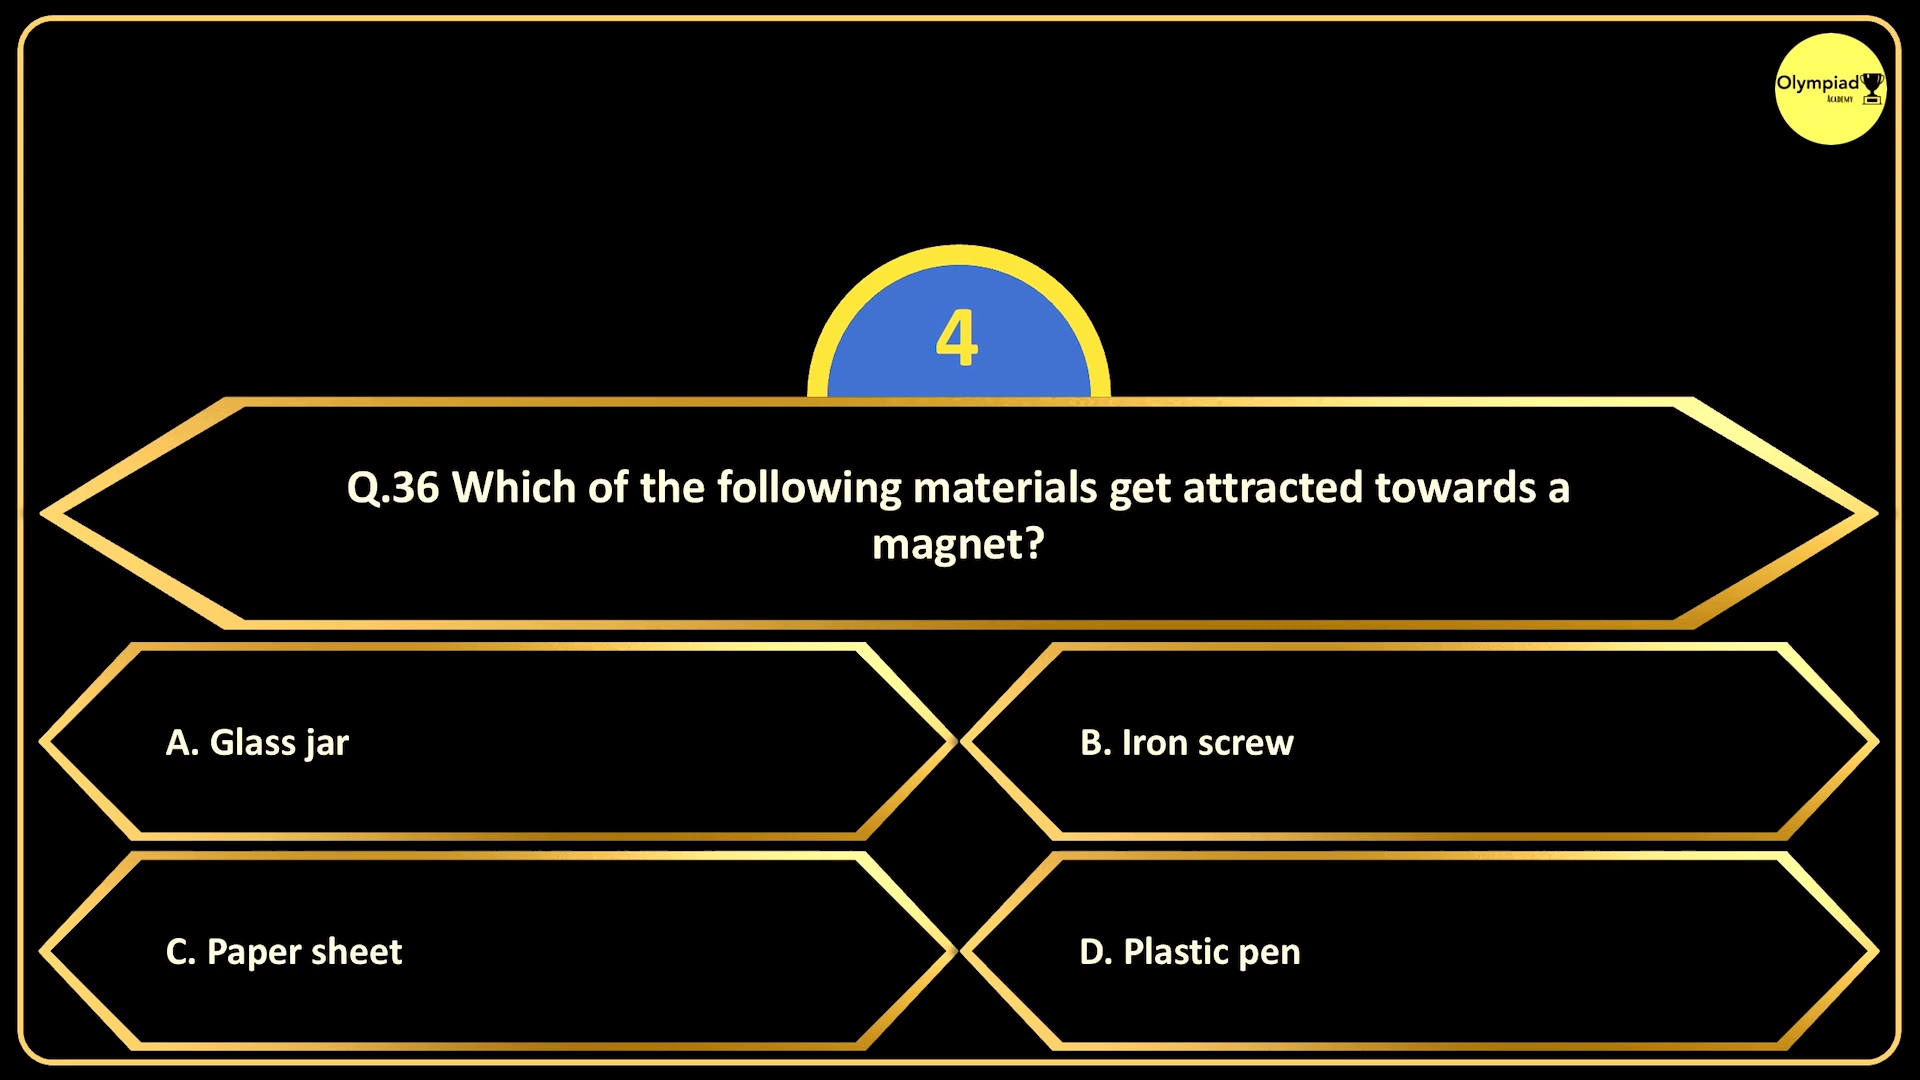 Olympiad
ACADEMY
4
Q.36 Which of the following materials get attracted towards a
magnet?
A. Glass jar
B. Iron screw
C. Paper sheet
D. Plastic pen